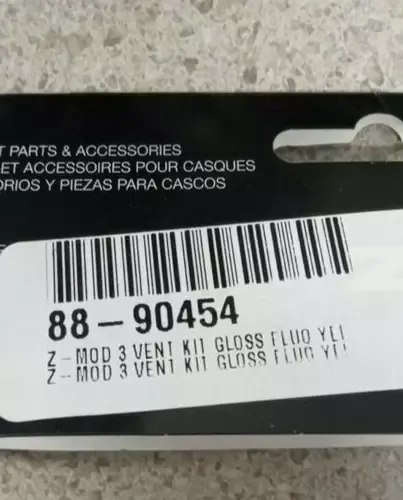 T PARTS & ACCESSORIES
ET ACCESSOIRES POUR CASQUES
ORIOS Y PIEZAS PARA CASCOS
88-90454
Z-MOD 3 VENT KIT GLOSS FLUO YEL
Z-MOD 3 VENT KIT GLOSS FLUO YEL